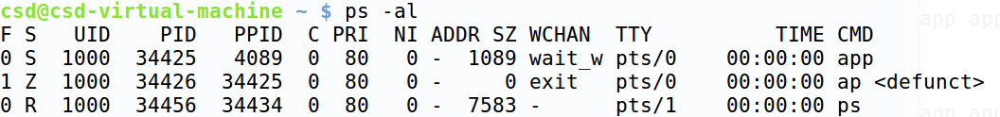 csd@csd-virtual-machine ~ $ ps -al
F S   UID     PID    PPID  C PRI  NI ADDR SZ WCHAN  TTY          TIME CMD
0 S  1000   34425    4089  0  80   0 -  1089 wait_w pts/0    00:00:00 app
1 Z  1000   34426   34425  0  80   0 -     0 exit   pts/0    00:00:00 ap <defunct>
0 R  1000   34456   34434  0  80   0 -  7583 -      pts/1    00:00:00 ps